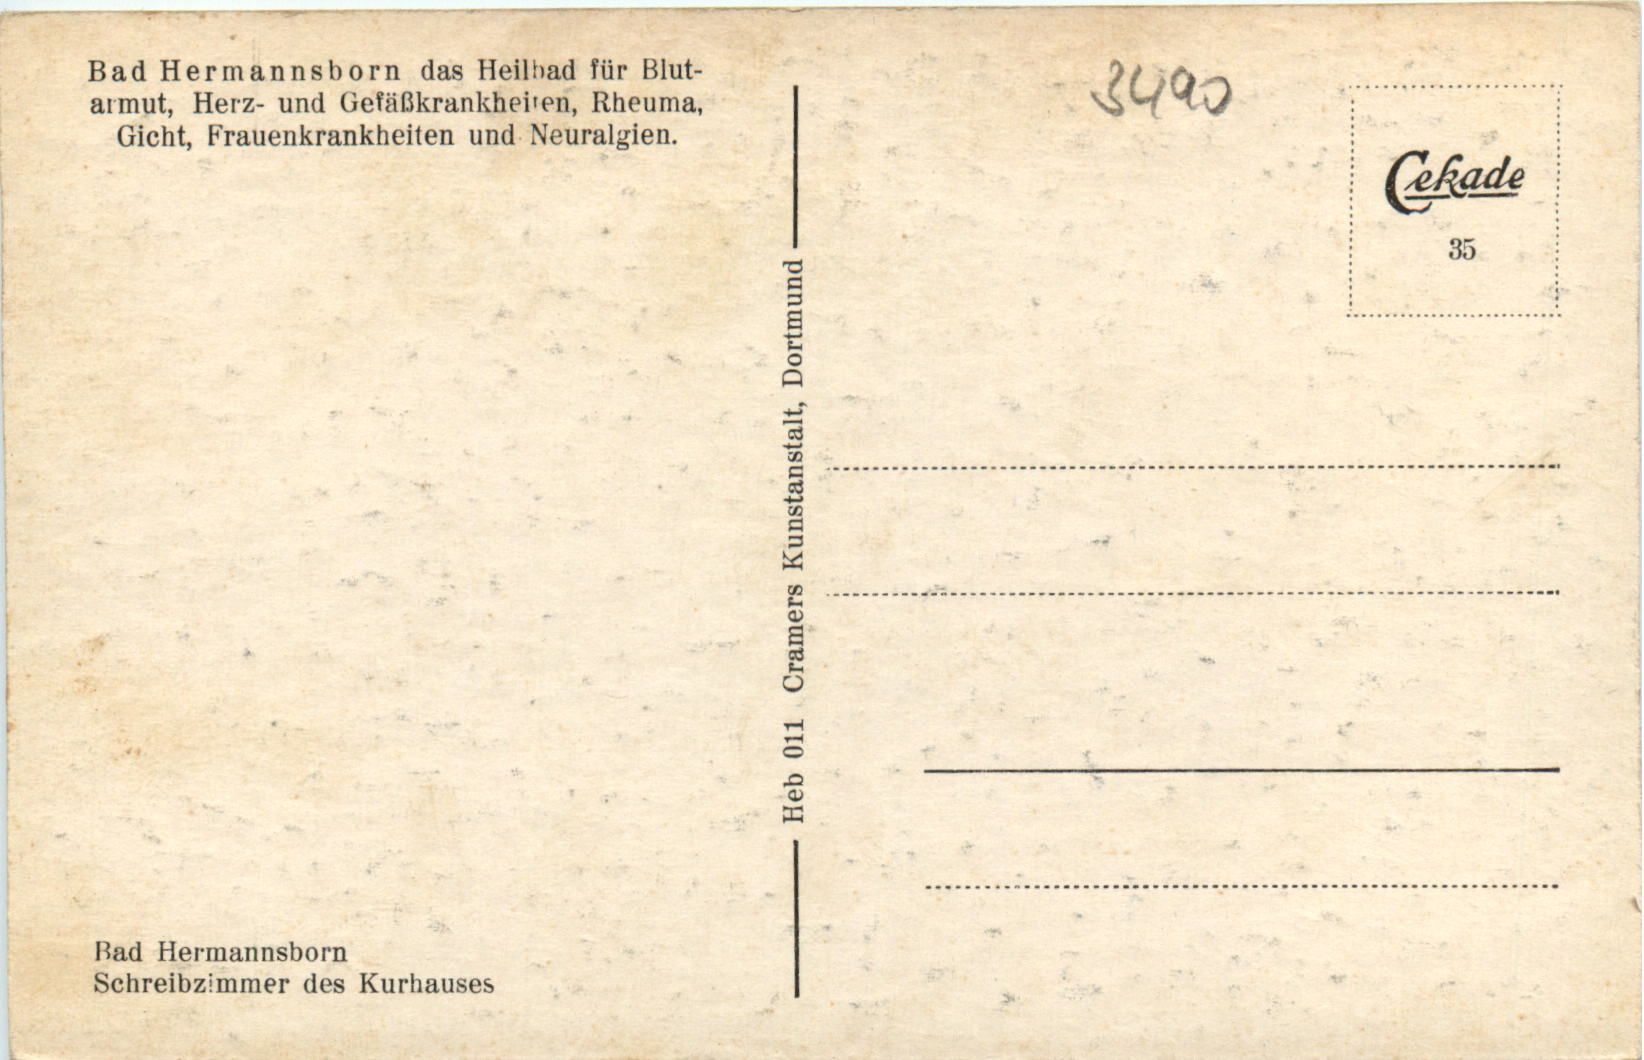 Bad Hermannsborn das Heilbad für Blut-
armut, Herz- und Gefäßkrankheiten, Rheuma,
Gicht, Frauenkrankheiten und Neuralgien.
3490
Cekade
35
Heb 011 Cramers Kunstanstalt, Dortmund
Bad Hermannsborn
Schreibzimmer des Kurhauses